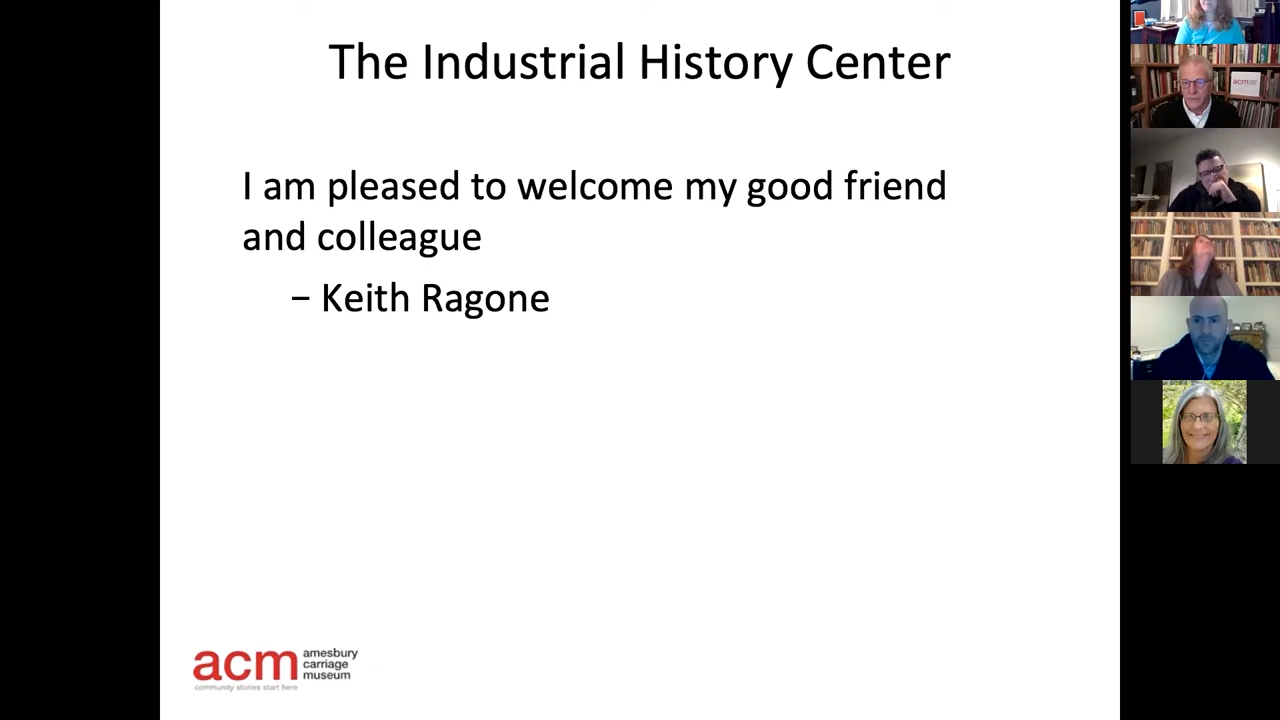 The Industrial History Center
I am pleased to welcome my good friend
and colleague
– Keith Ragone
acm
amesbury
carriage
museum
community stories start here
acm